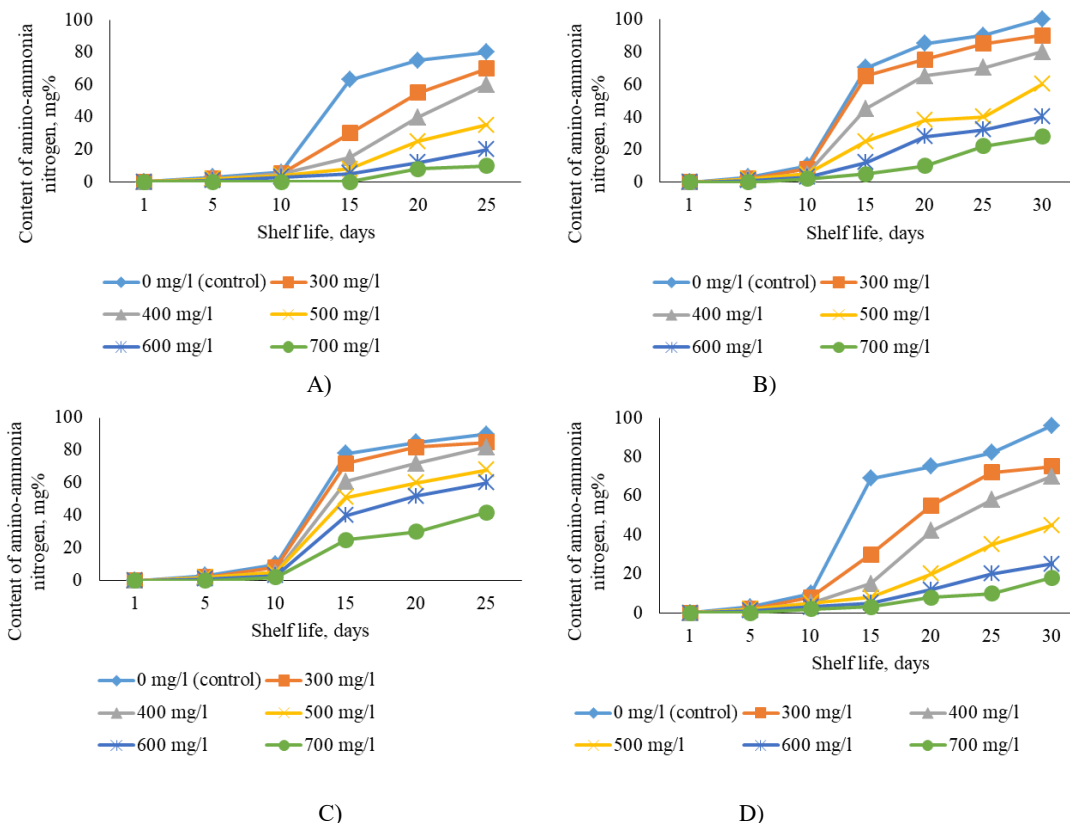 Content of amino-ammonia
nitrogen, mg%
100
80
60
40
20
0
1 5 10 15 20 25
Shelf life, days
0 mg/l (control) 300 mg/l
400 mg/l 500 mg/l
600 mg/l 700 mg/l
A)
Content of amino-ammonia
nitrogen, mg%
100
80
60
40
20
0
1 5 10 15 20 25 30
Shelf life, days
0 mg/l (control) 300 mg/l
400 mg/l 500 mg/l
600 mg/l 700 mg/l
B)
Content of amino-ammonia
nitrogen, mg%
100
80
60
40
20
0
1 5 10 15 20 25
Shelf life, days
0 mg/l (control) 300 mg/l
400 mg/l 500 mg/l
600 mg/l 700 mg/l
C)
Content of amino-ammonia
nitrogen, mg%
100
80
60
40
20
0
1 5 10 15 20 25 30
Shelf life, days
0 mg/l (control) 300 mg/l 400 mg/l
500 mg/l 600 mg/l 700 mg/l
D)